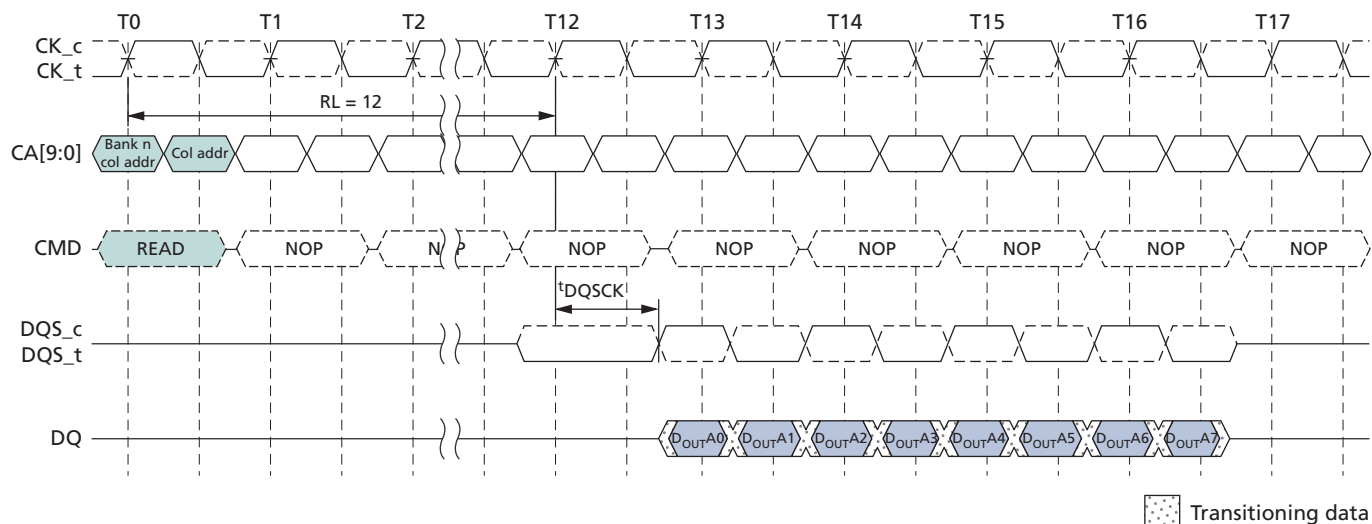 T0 T1 T2 T12 T13 T14 T15 T16 T17
CK_c
CK_t
RL = 12
CA[9:0] Bank n col addr Col addr
CMD READ NOP NOP NOP NOP NOP NOP NOP NOP
tDQSCK
DQS_c
DQS_t
DQ DOUTA0 DOUTA1 DOUTA2 DOUTA3 DOUTA4 DOUTA5 DOUTA6 DOUTA7
Transitioning data